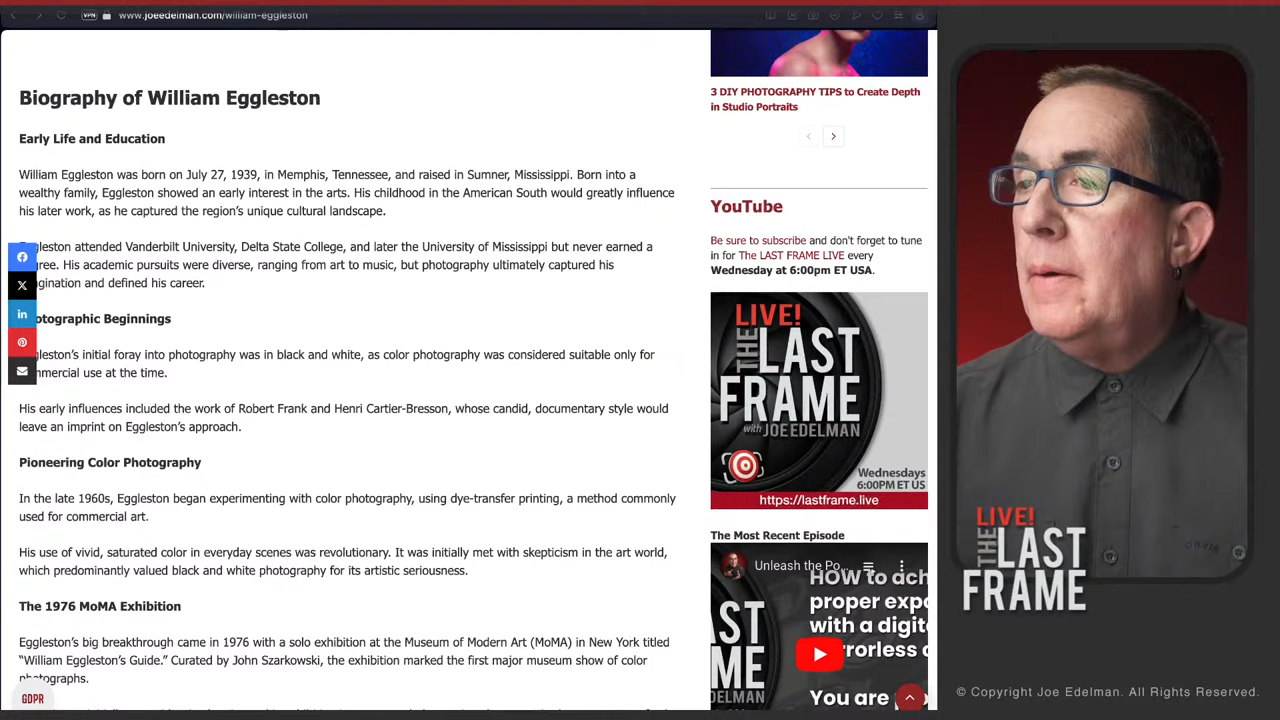 VPN www.joeedelman.com/william-eggleston
Biography of William Eggleston
Early Life and Education
William Eggleston was born on July 27, 1939, in Memphis, Tennessee, and raised in Sumner, Mississippi. Born into a
wealthy family, Eggleston showed an early interest in the arts. His childhood in the American South would greatly influence
his later work, as he captured the region's unique cultural landscape.
gleston attended Vanderbilt University, Delta State College, and later the University of Mississippi but never earned a
gree. His academic pursuits were diverse, ranging from art to music, but photography ultimately captured his
agination and defined his career.
otographic Beginnings
gleston's initial foray into photography was in black and white, as color photography was considered suitable only for
mmercial use at the time.
His early influences included the work of Robert Frank and Henri Cartier-Bresson, whose candid, documentary style would
leave an imprint on Eggleston's approach.
Pioneering Color Photography
In the late 1960s, Eggleston began experimenting with color photography, using dye-transfer printing, a method commonly
used for commercial art.
His use of vivid, saturated color in everyday scenes was revolutionary. It was initially met with skepticism in the art world,
which predominantly valued black and white photography for its artistic seriousness.
The 1976 MoMA Exhibition
Eggleston's big breakthrough came in 1976 with a solo exhibition at the Museum of Modern Art (MoMA) in New York titled
"William Eggleston's Guide." Curated by John Szarkowski, the exhibition marked the first major museum show of color
photographs.
GDPR
3 DIY PHOTOGRAPHY TIPS to Create Depth
in Studio Portraits
YouTube
Be sure to subscribe and don't forget to tune
in for The LAST FRAME LIVE every
Wednesday at 6:00pm ET USA.
LIVE!
THE LAST
FRAME
with JOE EDELMAN
Wednesdays
6:00PM ET US
https://lastframe.live
The Most Recent Episode
Unleash the Po...
HOW to ach
proper expo
with a digit
rrorless c
You are
AST
RAME
EDELMAN
LIVE!
THE LAST
FRAME
ORVIS
© Copyright Joe Edelman. All Rights Reserved.